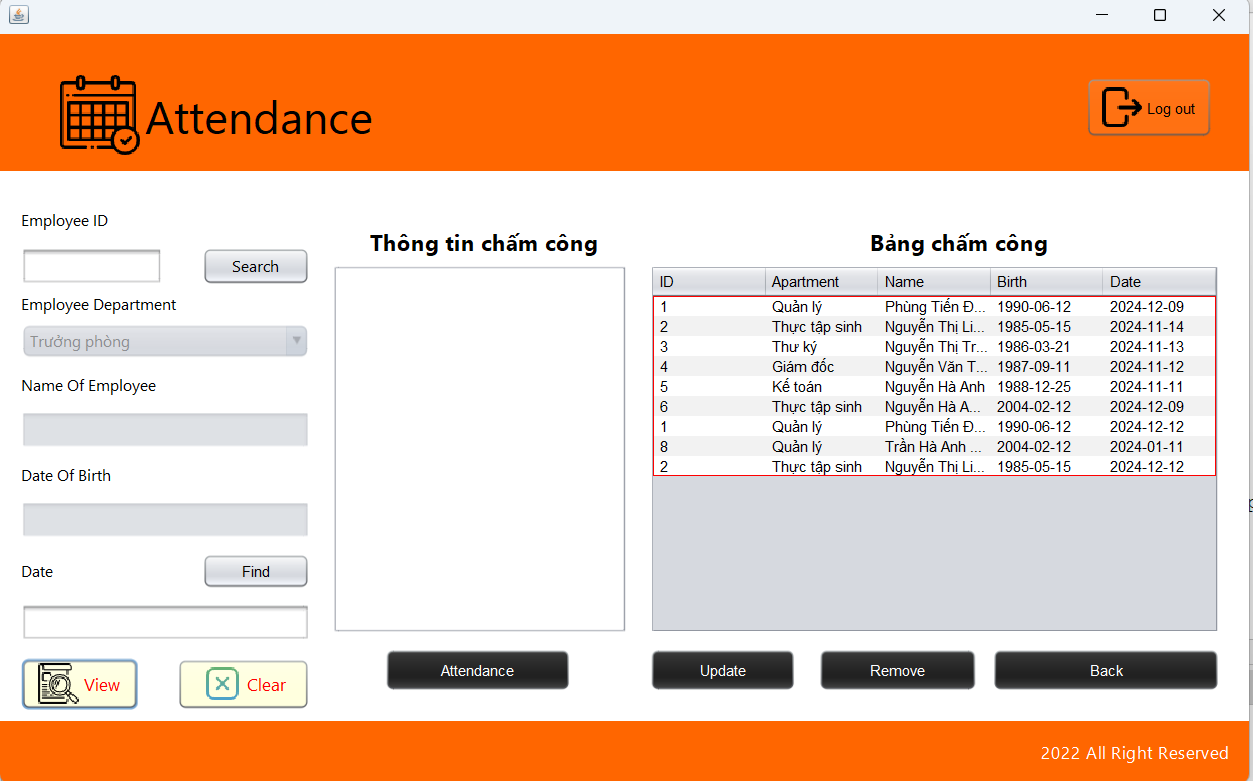 Attendance
Log out
Employee ID
Search
Employee Department
Trưởng phòng
Name Of Employee
Date Of Birth
Date
Find
View
Clear
Thông tin chấm công
Attendance
Bảng chấm công
ID Apartment Name Birth Date
1 Quản lý Phùng Tiến Đ... 1990-06-12 2024-12-09
2 Thực tập sinh Nguyễn Thị Li... 1985-05-15 2024-11-14
3 Thư ký Nguyễn Thị Tr... 1986-03-21 2024-11-13
4 Giám đốc Nguyễn Văn T... 1987-09-11 2024-11-12
5 Kế toán Nguyễn Hà Anh 1988-12-25 2024-11-11
6 Thực tập sinh Nguyễn Hà A... 2004-02-12 2024-12-09
1 Quản lý Phùng Tiến Đ... 1990-06-12 2024-12-12
8 Quản lý Trần Hà Anh ... 2004-02-12 2024-01-11
2 Thực tập sinh Nguyễn Thị Li... 1985-05-15 2024-12-12
Update
Remove
Back
2022 All Right Reserved